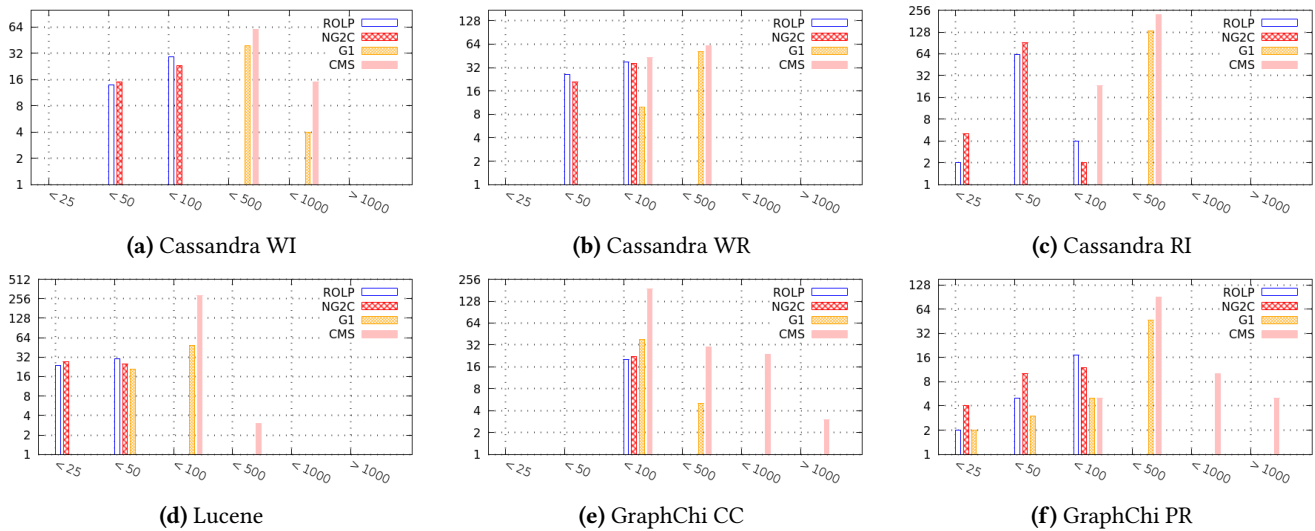 64
32
16
8
4
2
1
< 25
< 50
< 100
< 500
< 1000
> 1000
ROLP
NG2C
G1
CMS
(a) Cassandra WI
128
64
32
16
8
4
2
1
< 25
< 50
< 100
< 500
< 1000
> 1000
ROLP
NG2C
G1
CMS
(b) Cassandra WR
256
128
64
32
16
8
4
2
1
< 25
< 50
< 100
< 500
< 1000
> 1000
ROLP
NG2C
G1
CMS
(c) Cassandra RI
512
256
128
64
32
16
8
4
2
1
< 25
< 50
< 100
< 500
< 1000
> 1000
ROLP
NG2C
G1
CMS
(d) Lucene
256
128
64
32
16
8
4
2
1
< 25
< 50
< 100
< 500
< 1000
> 1000
ROLP
NG2C
G1
CMS
(e) GraphChi CC
128
64
32
16
8
4
2
1
< 25
< 50
< 100
< 500
< 1000
> 1000
ROLP
NG2C
G1
CMS
(f) GraphChi PR